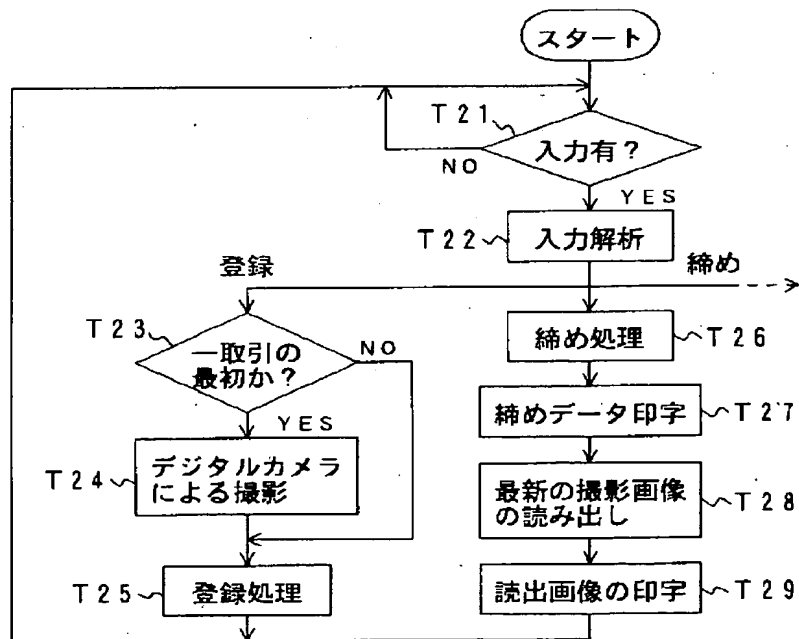 スタート
T21
入力有?
NO
YES
T22
入力解析
登録
締め
T23
一取引の
最初か?
NO
YES
T24
デジタルカメラ
による撮影
T25
登録処理
締め処理
T26
締めデータ印字
T27
最新の撮影画像
の読み出し
T28
読出画像の印字
T29